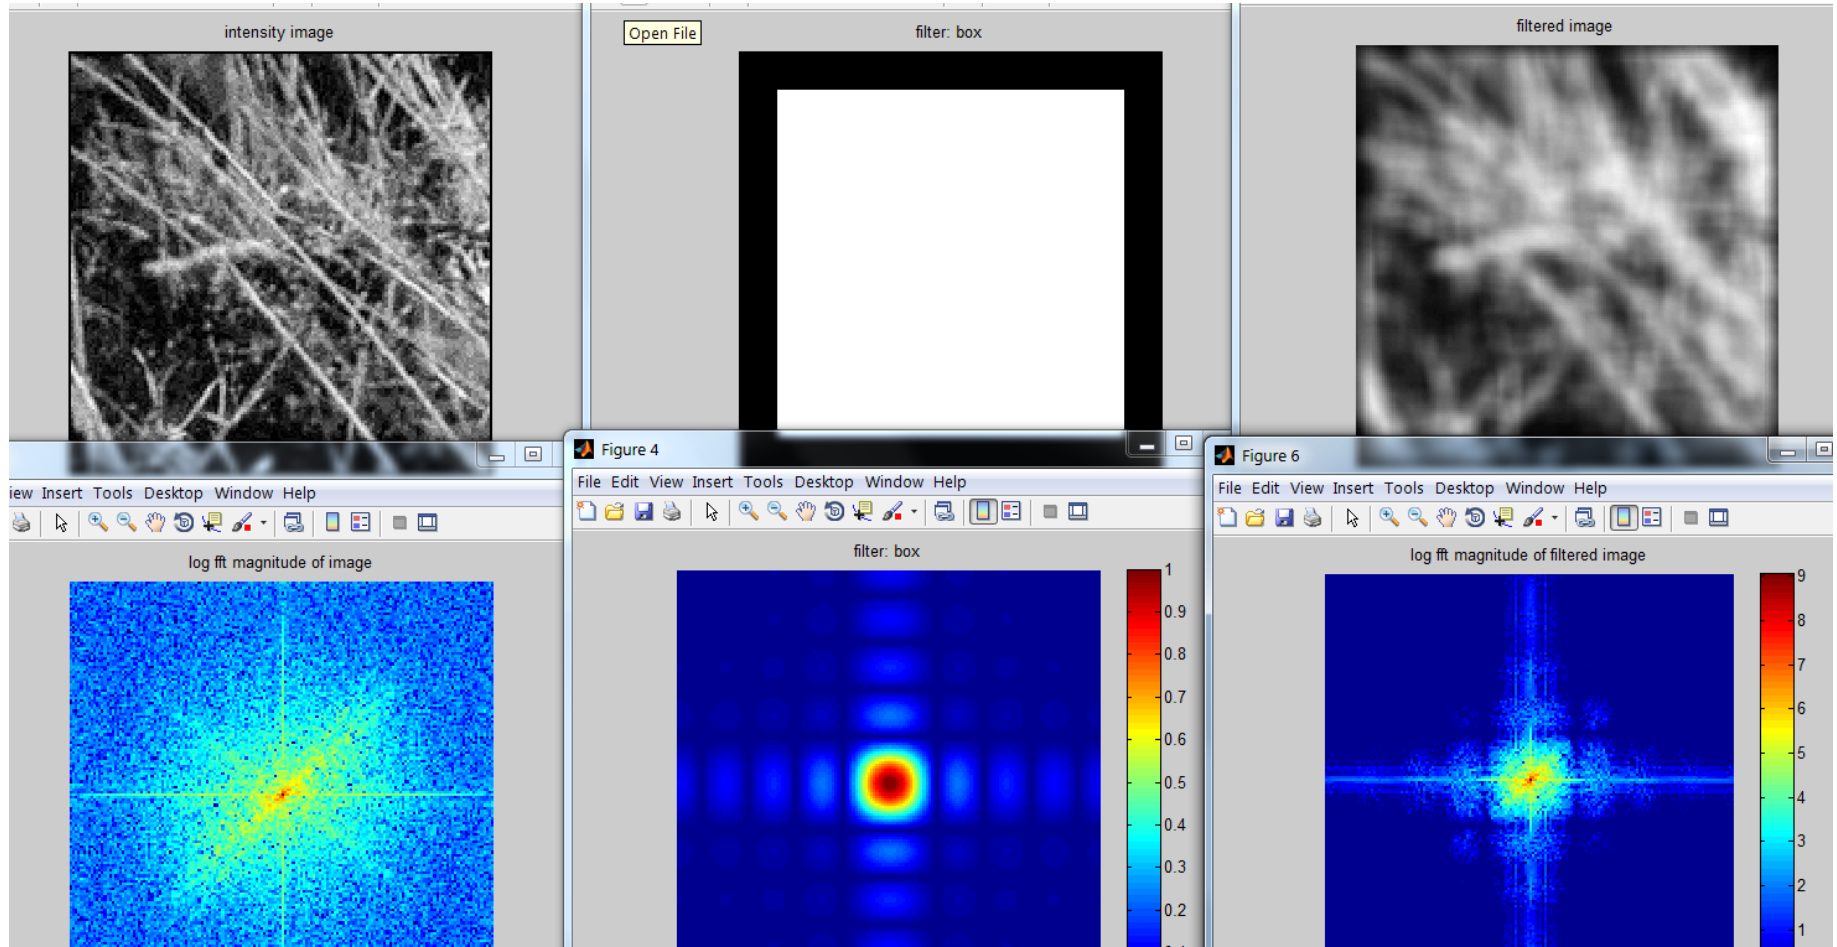 intensity image
Open File
filter: box
filtered image
Figure 4
File Edit View Insert Tools Desktop Window Help
Figure 6
File Edit View Insert Tools Desktop Window Help
iew Insert Tools Desktop Window Help
log fft magnitude of image
filter: box
1
0.9
0.8
0.7
0.6
0.5
0.4
0.3
0.2
log fft magnitude of filtered image
9
8
7
6
5
4
3
2
1